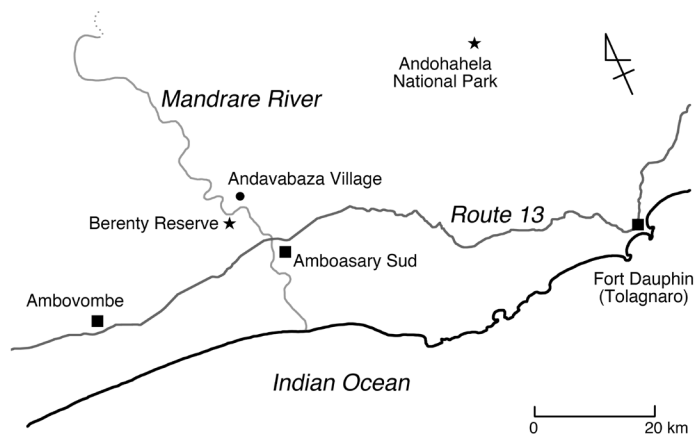 Andohahela
National Park
Mandrare River
Andavabaza Village
Berenty Reserve
Route 13
Amboasary Sud
Fort Dauphin
(Tolagnaro)
Ambovombe
Indian Ocean
0 20 km